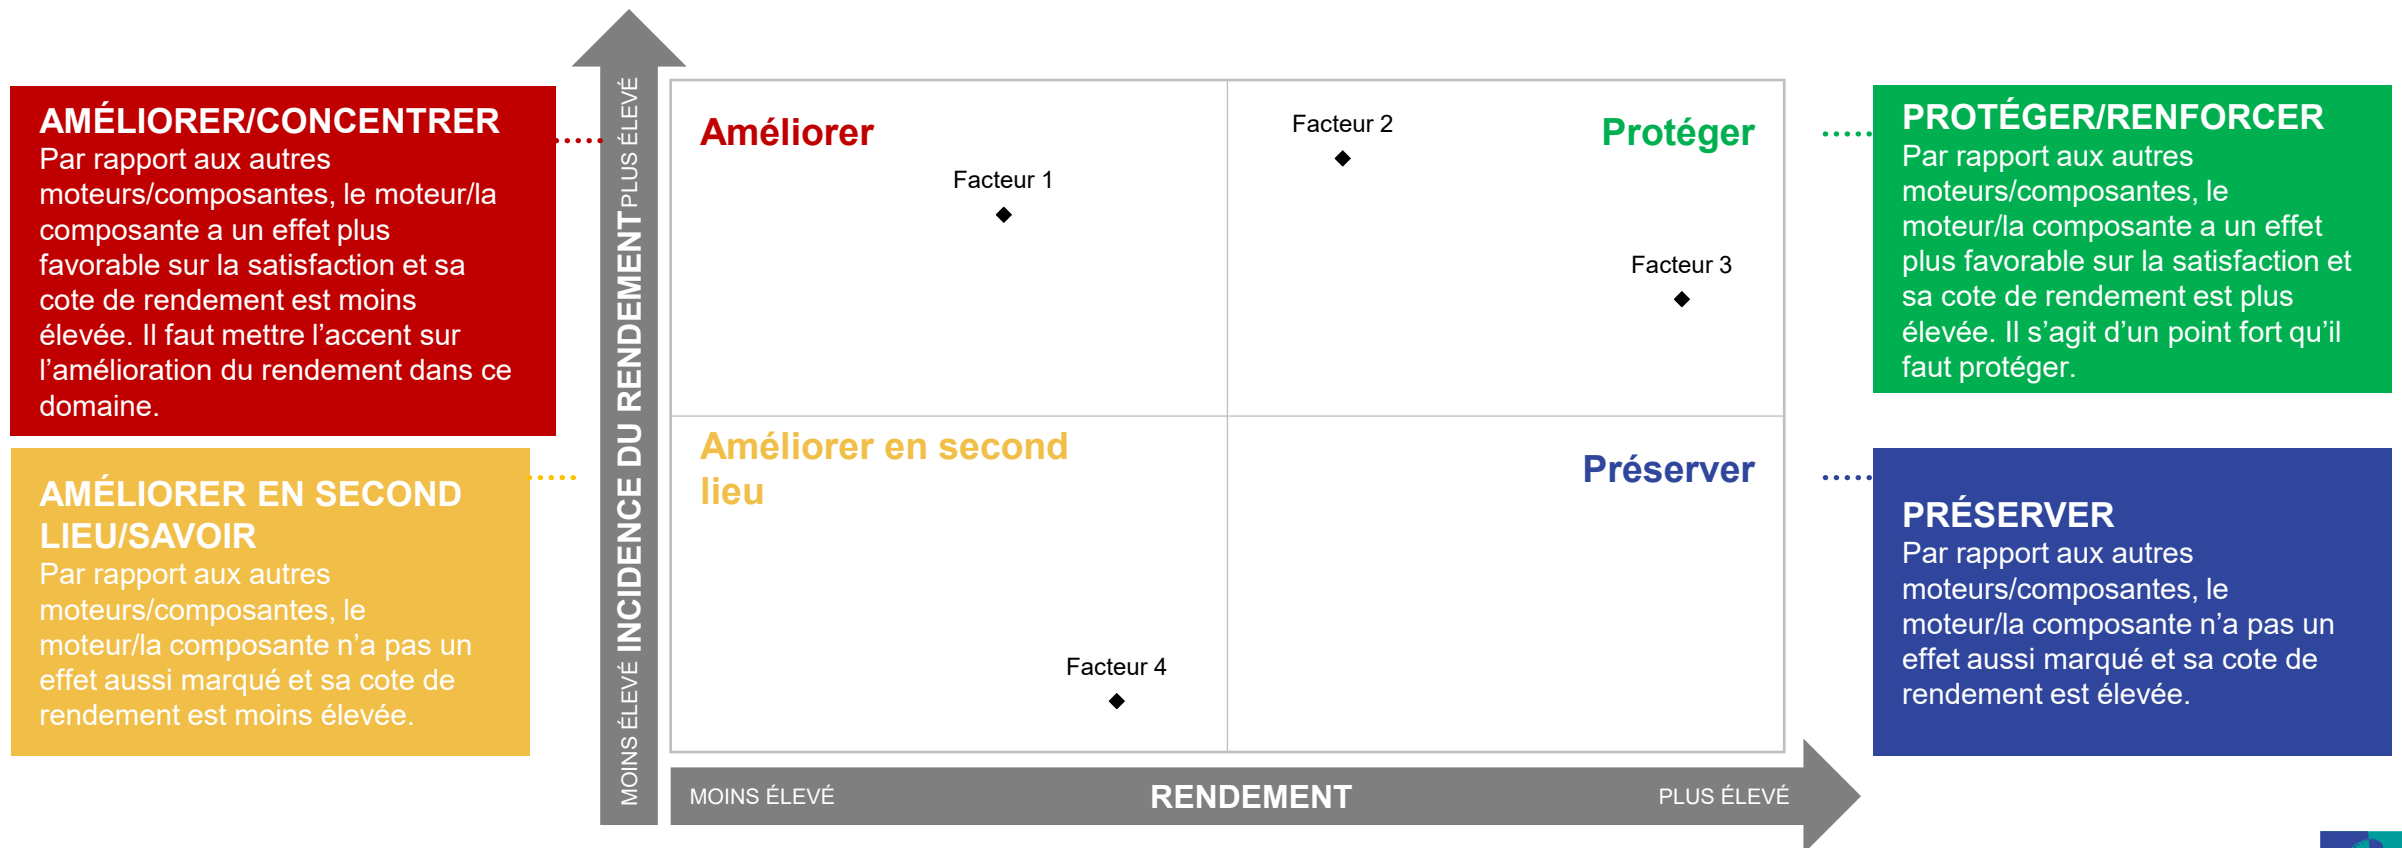 AMÉLIORER/CONCENTRER
Par rapport aux autres
moteurs/composantes, le moteur/la
composante a un effet plus
favorable sur la satisfaction et sa
cote de rendement est moins
élevée. Il faut mettre l’accent sur
l’amélioration du rendement dans ce
domaine.
AMÉLIORER EN SECOND
LIEU/SAVOIR
Par rapport aux autres
moteurs/composantes, le
moteur/la composante n’a pas un
effet aussi marqué et sa cote de
rendement est moins élevée.
MOINS ÉLEVÉ INCIDENCE DU RENDEMENT PLUS ÉLEVÉ
Améliorer
Facteur 1
Facteur 2
Protéger
Facteur 3
Améliorer en second
lieu
Préserver
Facteur 4
MOINS ÉLEVÉ RENDEMENT PLUS ÉLEVÉ
PROTÉGER/RENFORCER
Par rapport aux autres
moteurs/composantes, le
moteur/la composante a un effet
plus favorable sur la satisfaction et
sa cote de rendement est plus
élevée. Il s’agit d’un point fort qu’il
faut protéger.
PRÉSERVER
Par rapport aux autres
moteurs/composantes, le
moteur/la composante n’a pas un
effet aussi marqué et sa cote de
rendement est élevée.